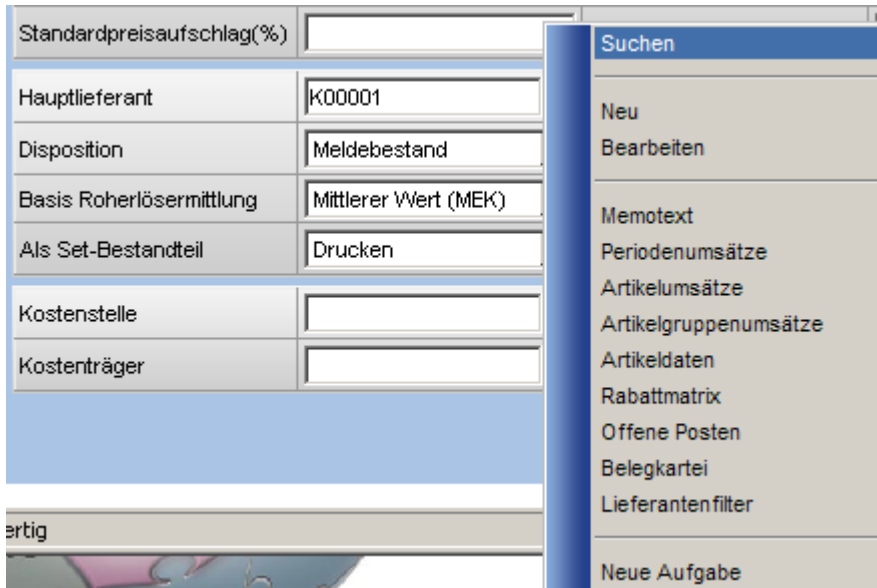 Standardpreisaufschlag(%)
Hauptlieferant K00001
Disposition Meldebestand
Basis Roherlösermittlung Mittlerer Wert (MEK)
Als Set-Bestandteil Drucken
Kostenstelle
Kostenträger
ertig
Suchen
Neu
Bearbeiten
Memotext
Periodenumsätze
Artikelumsätze
Artikelgruppenumsätze
Artikeldaten
Rabattmatrix
Offene Posten
Belegkartei
Lieferantenfilter
Neue Aufgabe